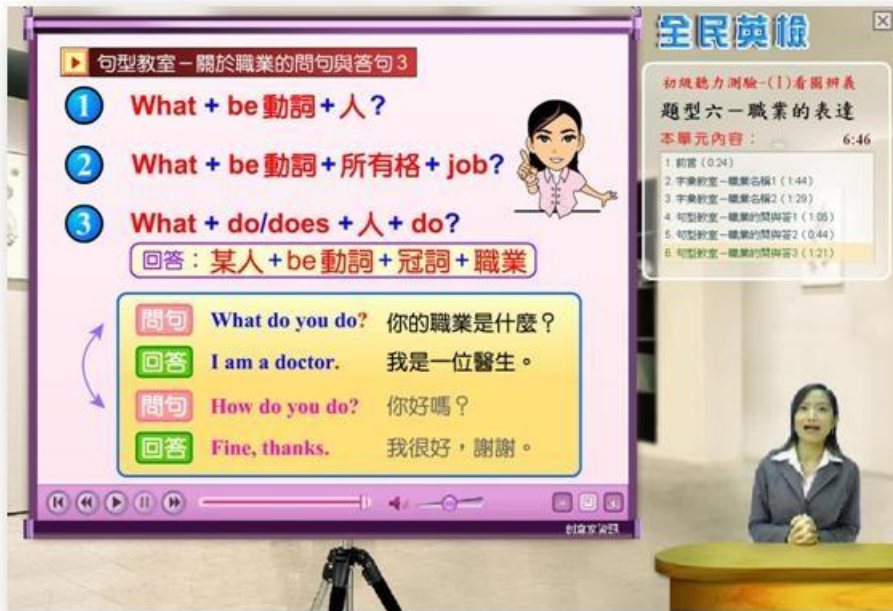 句型教室－關於職業的問句與答句3
1 What + be動詞+人?
2 What + be動詞+所有格+ job?
3 What + do/does +人+ do?
回答：某人+be動詞+冠詞+職業
問句 What do you do? 你的職業是什麼？
回答 I am a doctor. 我是一位醫生。
問句 How do you do? 你好嗎？
回答 Fine, thanks. 我很好，謝謝。
全民英檢
初級聽力測驗-(1)看圖辨義
題型六－職業的表達
本單元內容： 6:46
1. 前言（0:24）
2. 字彙教室－職業名稱1（1:44）
3. 字彙教室－職業名稱2（1:29）
4. 句型教室－職業的問與答1（1:05）
5. 句型教室－職業的問與答2（0:44）
6. 句型教室－職業的問與答3（1:21）